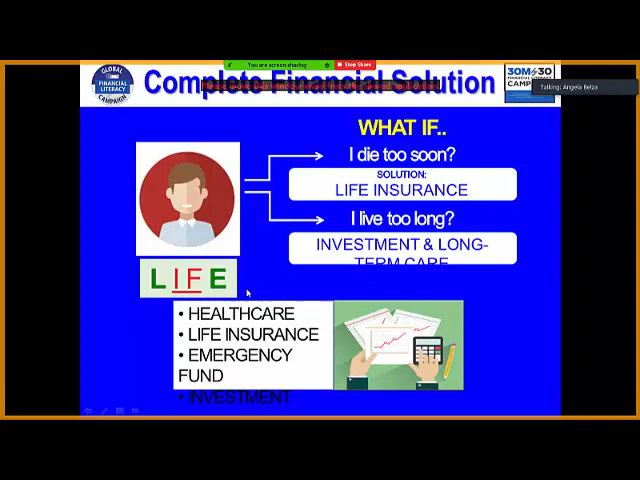 You are screen sharing
Stop Share
GLOBAL
FINANCIAL
LITERACY
CAMPAIGN
Complete Financial Solution
30M 30
Talking: Angela Belza
WHAT IF..
I die too soon?
SOLUTION:
LIFE INSURANCE
I live too long?
INVESTMENT & LONG-
TERM CARE
LIFE
• HEALTHCARE
• LIFE INSURANCE
• EMERGENCY
FUND
• INVESTMENT